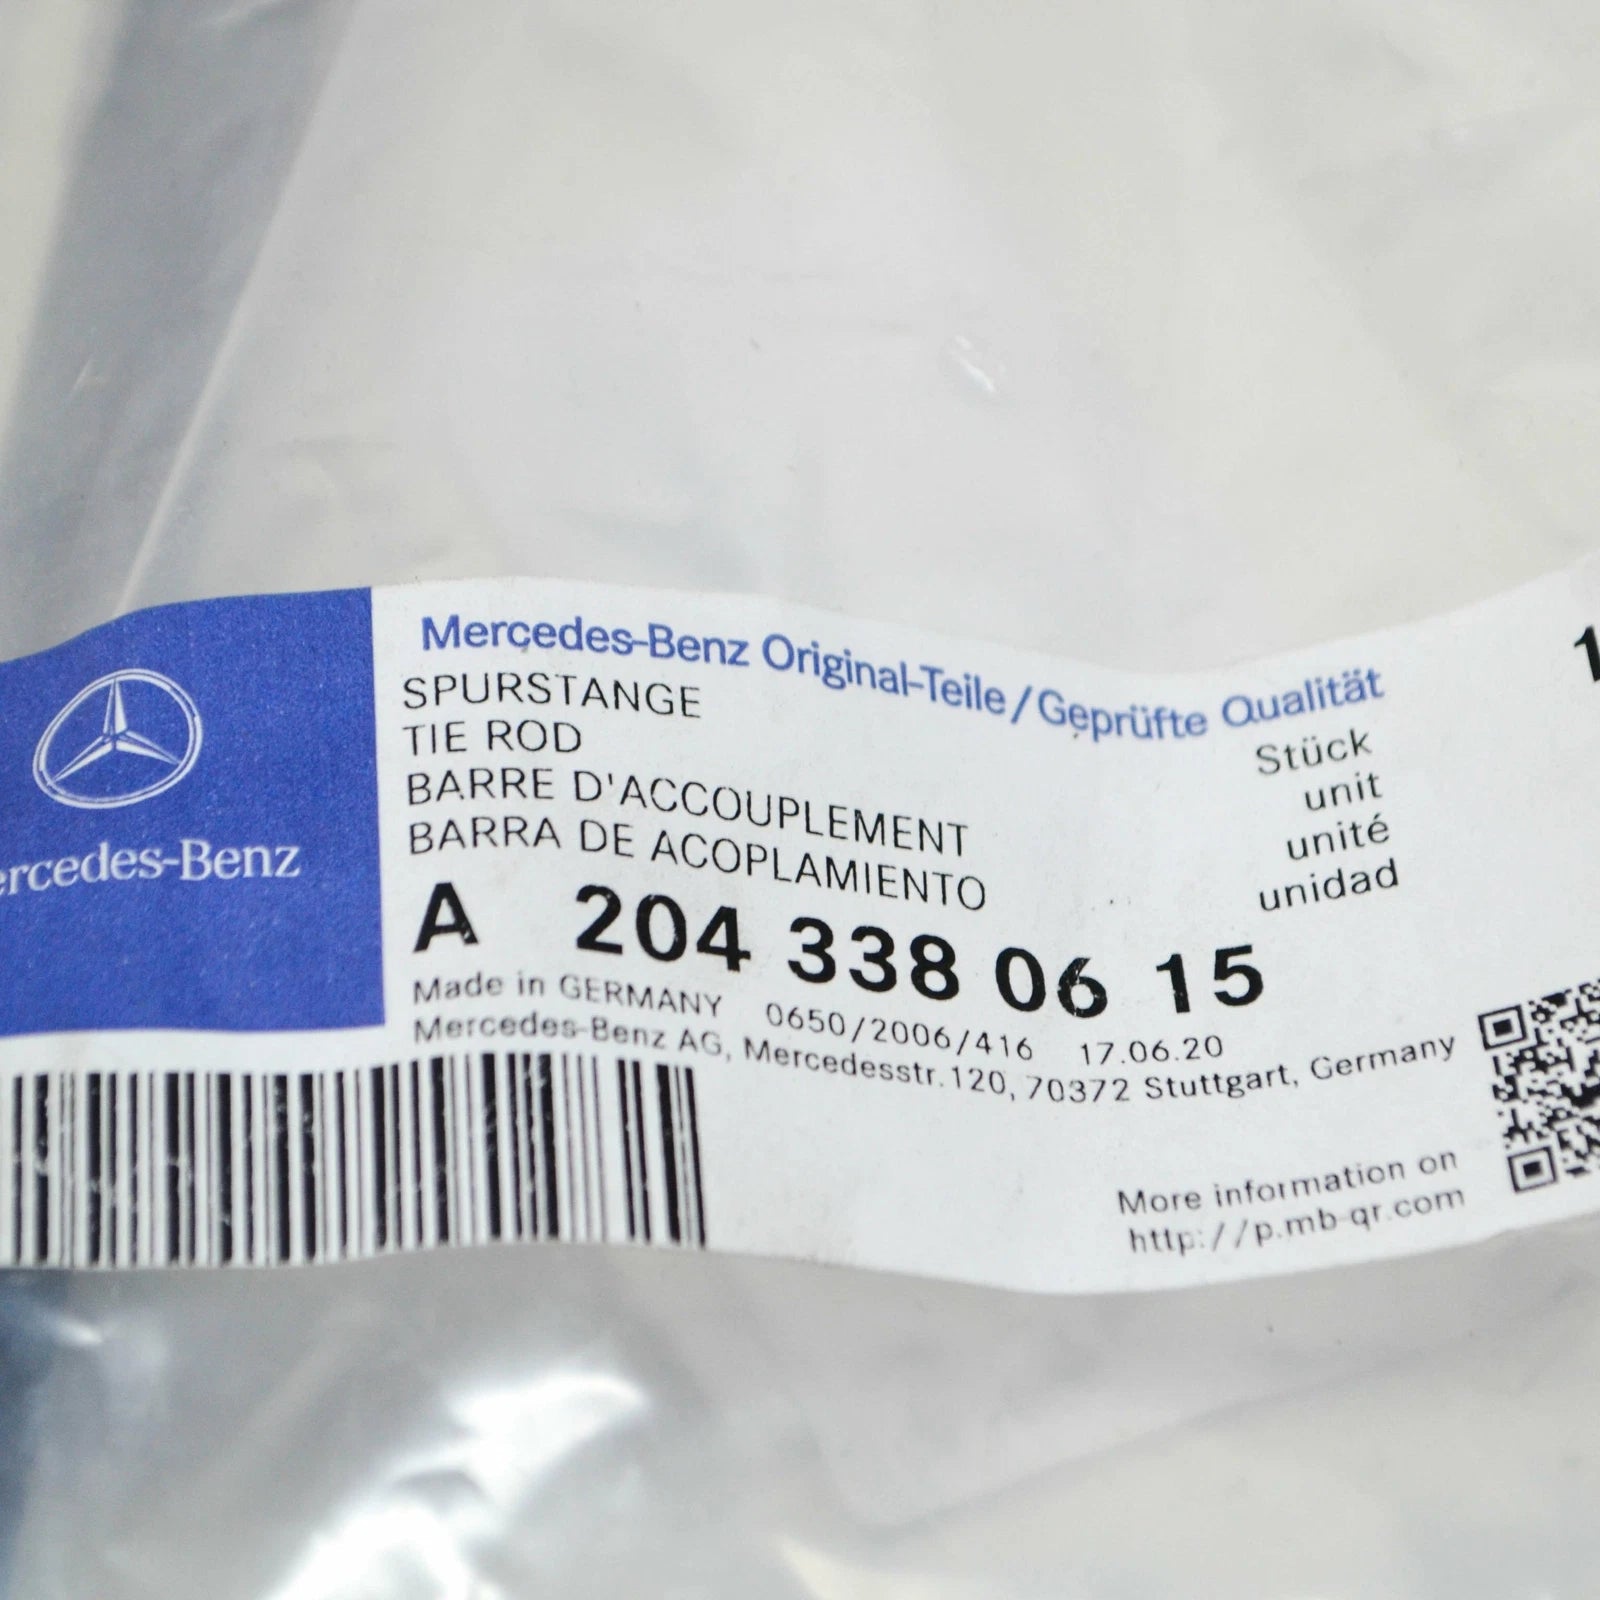 Mercedes-Benz
Mercedes-Benz Original-Teile/Geprüfte Qualität
SPURSTANGE
TIE ROD
BARRE D'ACCOUPLEMENT
BARRA DE ACOPLAMIENTO
1
Stück
unit
unité
unidad
A 204 338 06 15
Made in GERMANY 0650/2006/416 17.06.20
Mercedes-Benz AG, Mercedesstr. 120, 70372 Stuttgart, Germany
More information on
http://p.mb-qr.com